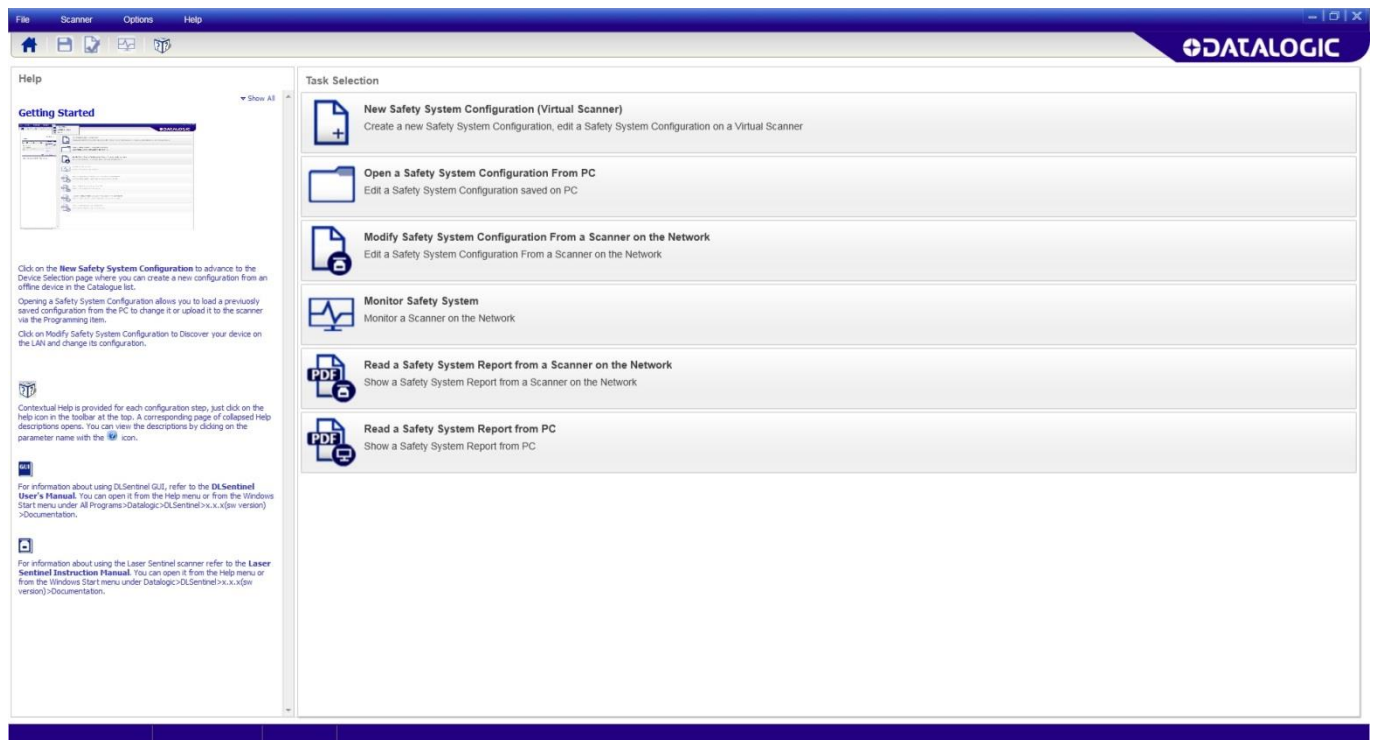 File Scanner Options Help
DATALOGIC
Help
Show All
Getting Started
Click on the New Safety System Configuration to advance to the
Device Selection page where you can create a new configuration from an
offline device in the Catalogue list.
Opening a Safety System Configuration allows you to load a previuosly
saved configuration from the PC to change it or upload it to the scanner
via the Programming item.
Click on Modify Safety System Configuration to Discover your device on
the LAN and change its configuration.
Contextual Help is provided for each configuration step, just click on the
help icon in the toolbar at the top. A corresponding page of collapsed Help
descriptions opens. You can view the descriptions by clicking on the
parameter name with the icon.
GUI
For information about using DLSentinel GUI, refer to the DLSentinel
User's Manual. You can open it from the Help menu or from the Windows
Start menu under All Programs>Datalogic>DLSentinel>x.x.x(sw version)
>Documentation.
For information about using the Laser Sentinel scanner refer to the Laser
Sentinel Instruction Manual. You can open it from the Help menu or
from the Windows Start menu under Datalogic>DLSentinel>x.x.x(sw
version)>Documentation.
Task Selection
New Safety System Configuration (Virtual Scanner)
Create a new Safety System Configuration, edit a Safety System Configuration on a Virtual Scanner
Open a Safety System Configuration From PC
Edit a Safety System Configuration saved on PC
Modify Safety System Configuration From a Scanner on the Network
Edit a Safety System Configuration From a Scanner on the Network
Monitor Safety System
Monitor a Scanner on the Network
PDF
Read a Safety System Report from a Scanner on the Network
Show a Safety System Report from a Scanner on the Network
PDF
Read a Safety System Report from PC
Show a Safety System Report from PC